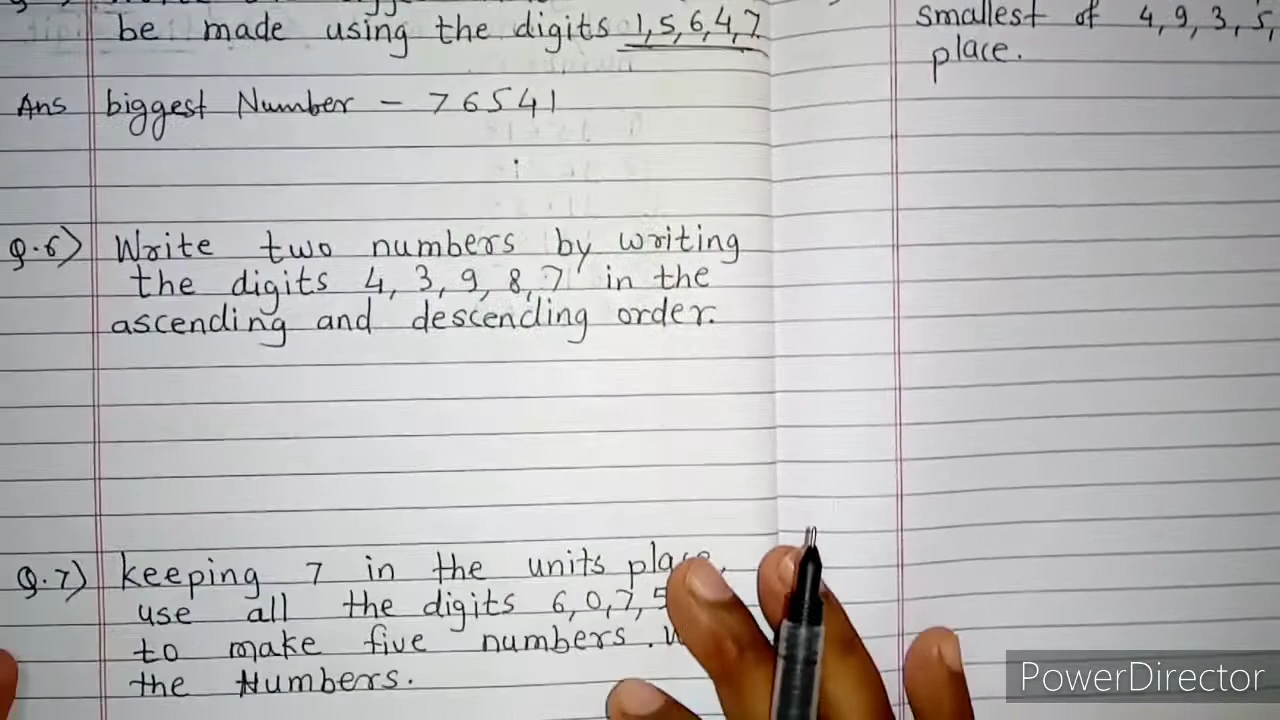 be made using the digits 1, 5, 6, 4, 7.
Ans biggest Number - 76541
Q.6) Write two numbers by writing
the digits 4, 3, 9, 8, 7 in the
ascending and descending order.
Q.7) keeping 7 in the units place,
use all the digits 6, 0, 7, 5
to make five numbers.
the Numbers.
smallest of 4, 9, 3, 5,
place.
PowerDirector